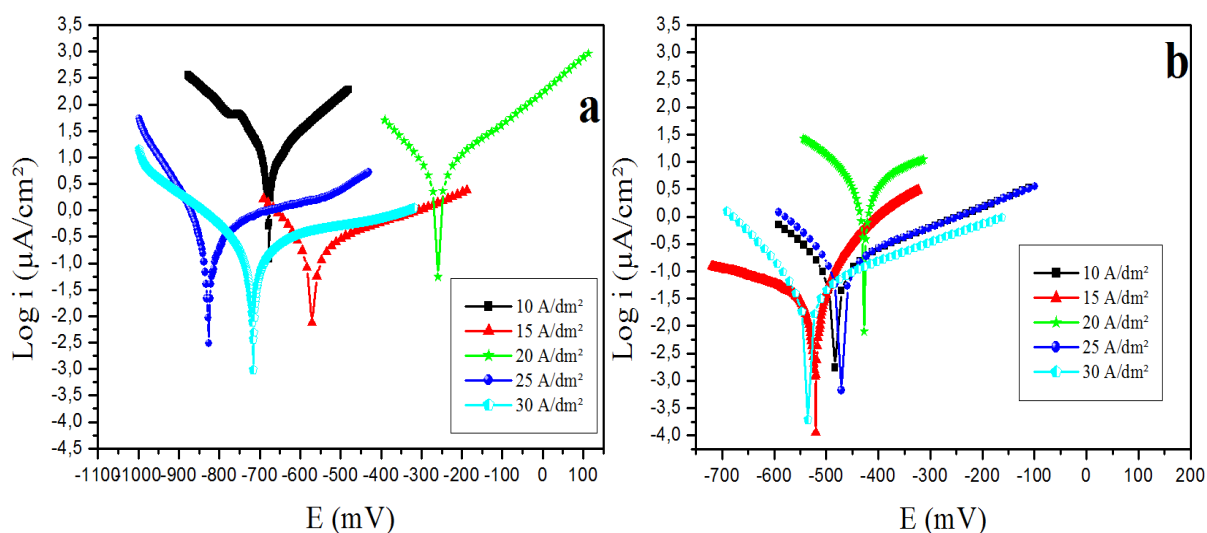 3,5
3,0
2,5
2,0
1,5
1,0
0,5
0,0
-0,5
-1,0
-1,5
-2,0
-2,5
-3,0
-3,5
-4,0
-4,5
Log i (µA/cm²)
a
10 A/dm²
15 A/dm²
20 A/dm²
25 A/dm²
30 A/dm²
-1100 -1000 -900 -800 -700 -600 -500 -400 -300 -200 -100 0 100
E (mV)
3,5
3,0
2,5
2,0
1,5
1,0
0,5
0,0
-0,5
-1,0
-1,5
-2,0
-2,5
-3,0
-3,5
-4,0
Log i (µA/cm²)
b
10 A/dm²
15 A/dm²
20 A/dm²
25 A/dm²
30 A/dm²
-700 -600 -500 -400 -300 -200 -100 0 100 200
E (mV)